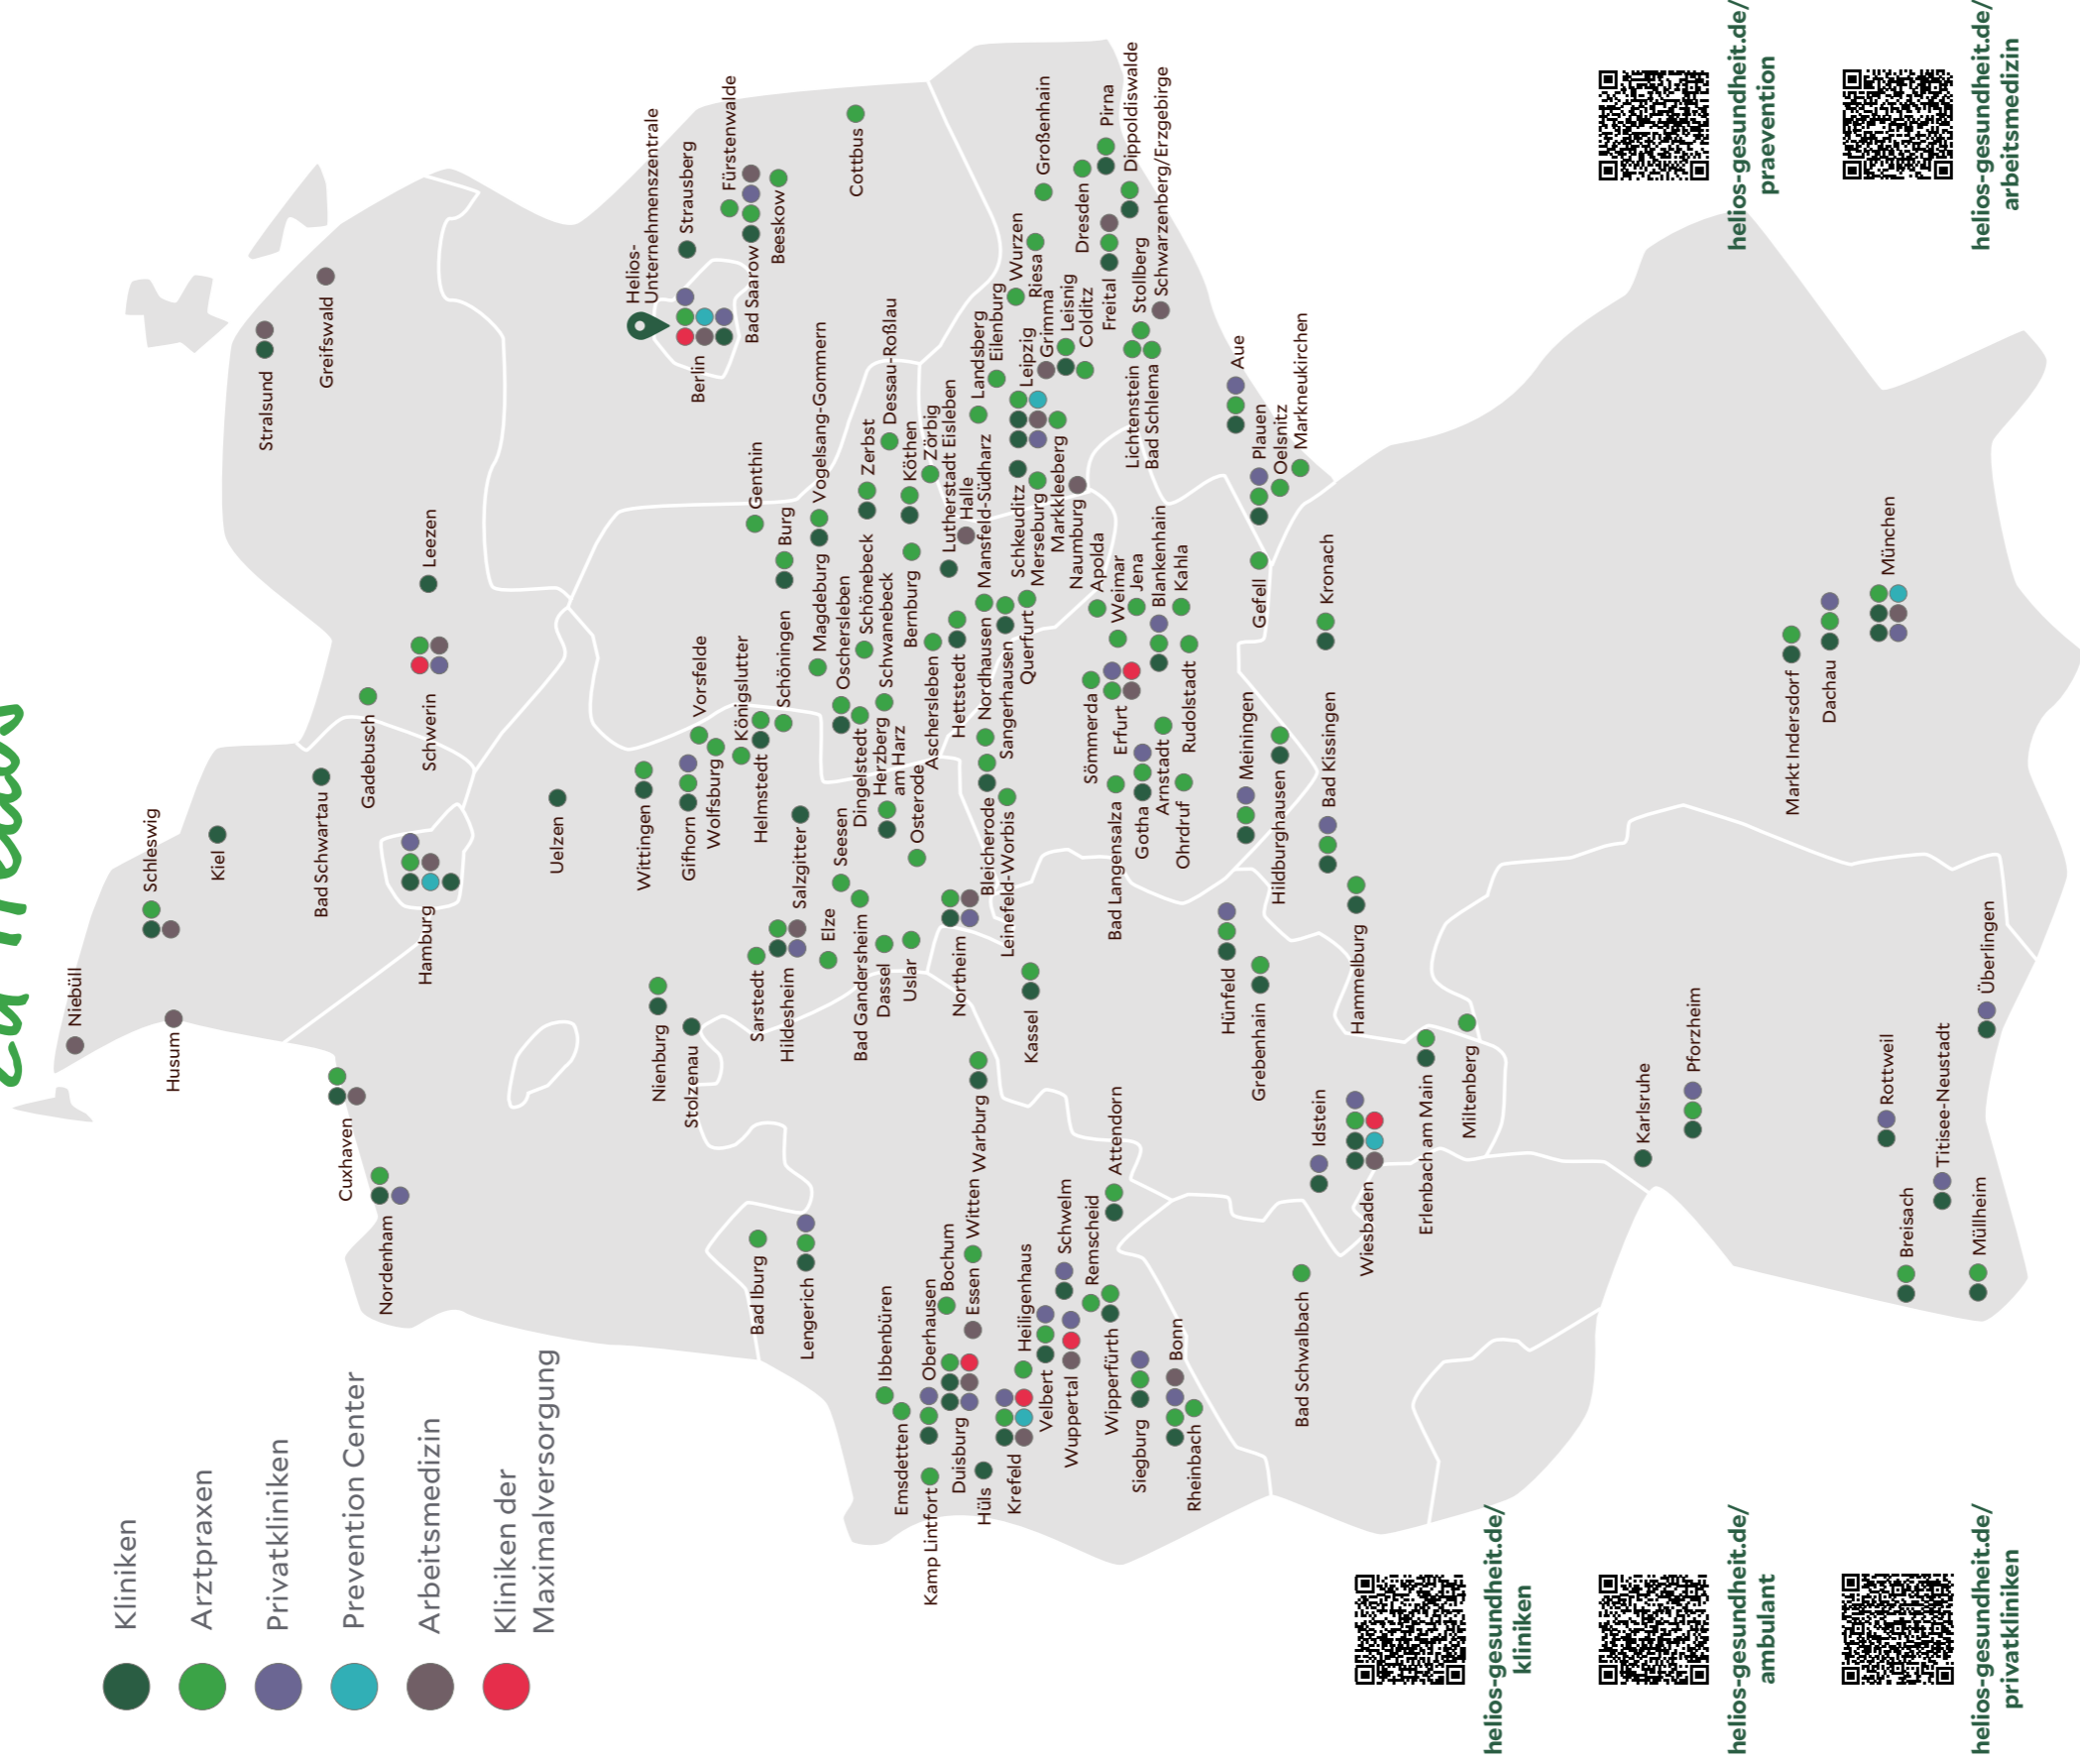 Kliniken
Arztpraxen
Privatkliniken
Prevention Center
Arbeitsmedizin
Kliniken der
Maximalversorgung
Niebüll
Schleswig
Husum
Kiel
Stralsund
Greifswald
Bad Schwartau
Cuxhaven
Gadebusch
Nordenham
Hamburg
Schwerin
Leezen
Uelzen
Helios-
Unternehmenszentrale
Wittingen
Nienburg
Stolzenau
Gifhorn
Vorsfelde
Wolfsburg
Königslutter
Berlin
Strausberg
Fürstenwalde
Bad Saarow
Beeskow
Genthin
Burg
Bad Iburg
Lengerich
Sarstedt
Hildesheim
Helmstedt
Schöningen
Salzgitter
Magdeburg
Vogelsang-Gommern
Cottbus
Elze
Seesen
Oschersleben
Bad Gandersheim
Dingelstedt
Schönebeck
Zerbst
Dassel
Herzberg
am Harz
Schwanebeck
Dessau-Roßlau
Ibbenbüren
Emsdetten
Uslar
Osterode
Bernburg
Köthen
Kamp Lintfort
Oberhausen
Aschersleben
Zörbig
Duisburg
Bochum
Northeim
Hettstedt
Lutherstadt Eisleben
Halle
Essen
Witten
Warburg
Hüls
Bleicherode
Nordhausen
Mansfeld-Südharz
Landsberg
Krefeld
Heiligenhaus
Leinefeld-Worbis
Sangerhausen
Eilenburg
Kassel
Querfurt
Schkeuditz
Leipzig
Wurzen
Merseburg
Riesa
Großenhain
Velbert
Markkleeberg
Grimma
Wuppertal
Schwelm
Naumburg
Leisnig
Colditz
Dresden
Remscheid
Sömmerda
Apolda
Wipperfürth
Attendorn
Bad Langensalza
Erfurt
Weimar
Freital
Pirna
Siegburg
Gotha
Jena
Lichtenstein
Stollberg
Dippoldiswalde
Arnstadt
Blankenhain
Bad Schlema
Schwarzenberg/Erzgebirge
Bonn
Rheinbach
Ohrdruf
Rudolstadt
Kahla
Hünfeld
Meiningen
Aue
Grebenhain
Gefell
Plauen
Hildburghausen
Oelsnitz
Bad Schwalbach
Markneukirchen
Idstein
Bad Kissingen
Kronach
Wiesbaden
Hammelburg
Erlenbach am Main
Miltenberg
Karlsruhe
Pforzheim
Markt Indersdorf
Dachau
München
Rottweil
Breisach
Titisee-Neustadt
Müllheim
Überlingen
helios-gesundheit.de/
kliniken
helios-gesundheit.de/
ambulant
helios-gesundheit.de/
privatkliniken
helios-gesundheit.de/
praevention
helios-gesundheit.de/
arbeitsmedizin